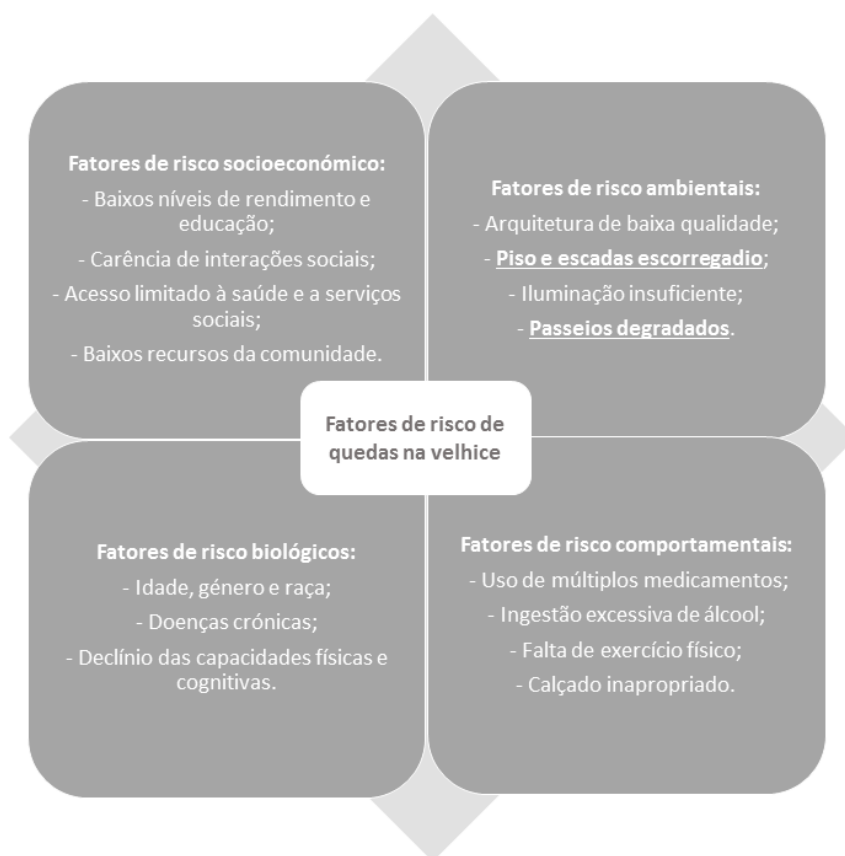 Fatores de risco socioeconómico:
- Baixos níveis de rendimento e
educação;
- Carência de interações sociais;
- Acesso limitado à saúde e a serviços
sociais;
- Baixos recursos da comunidade.
Fatores de risco ambientais:
- Arquitetura de baixa qualidade;
- Piso e escadas escorregadio;
- Iluminação insuficiente;
- Passeios degradados.
Fatores de risco de
quedas na velhice
Fatores de risco biológicos:
- Idade, género e raça;
- Doenças crónicas;
- Declínio das capacidades físicas e
cognitivas.
Fatores de risco comportamentais:
- Uso de múltiplos medicamentos;
- Ingestão excessiva de álcool;
- Falta de exercício físico;
- Calçado inapropriado.